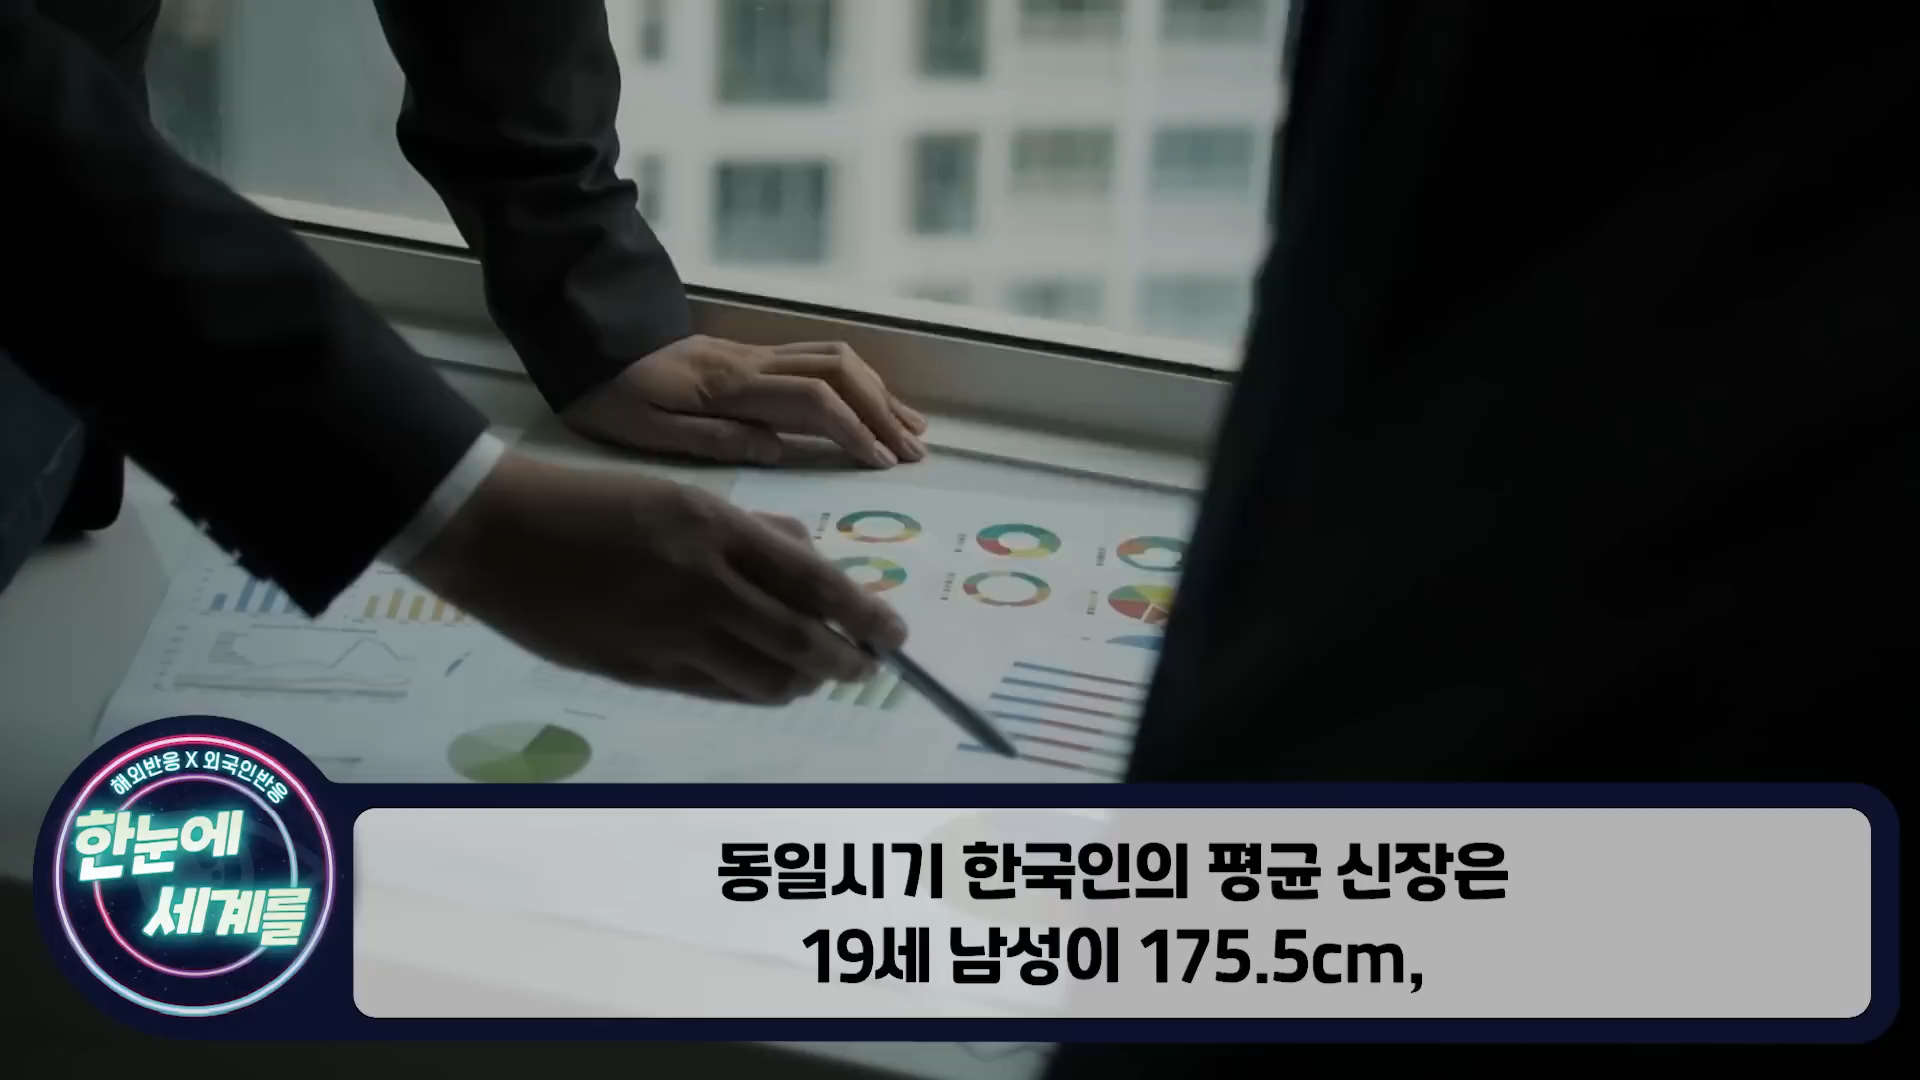 해외반응 X 외국인반응
한눈에
세계를
동일시기 한국인의 평균 신장은
19세 남성이 175.5cm,